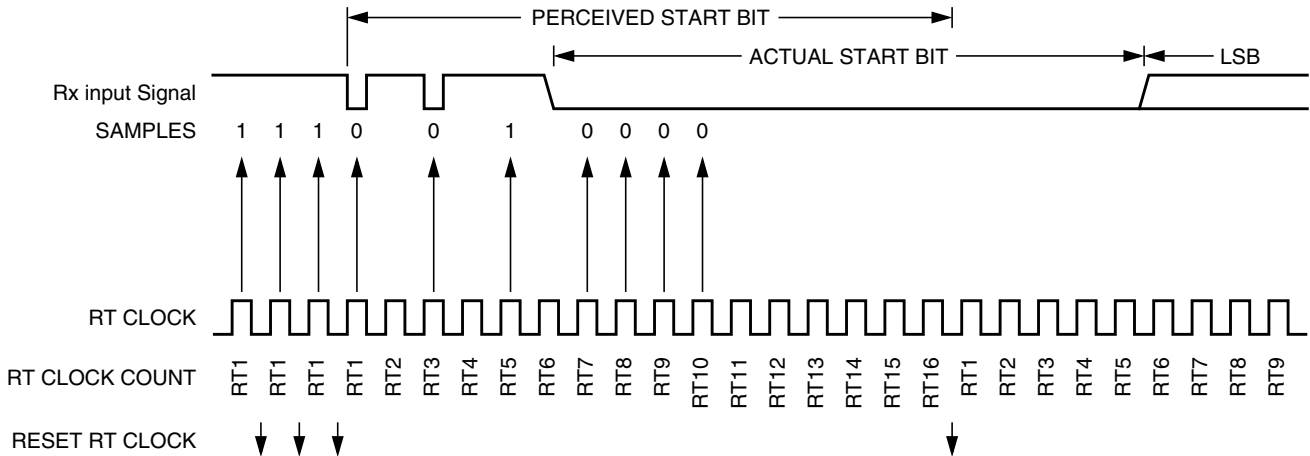 PERCEIVED START BIT
ACTUAL START BIT
LSB
Rx input Signal
SAMPLES 1 1 1 0 0 1 0 0 0 0
RT CLOCK
RT CLOCK COUNT RT1 RT1 RT1 RT1 RT2 RT3 RT4 RT5 RT6 RT7 RT8 RT9 RT10 RT11 RT12 RT13 RT14 RT15 RT16 RT1 RT2 RT3 RT4 RT5 RT6 RT7 RT8 RT9
RESET RT CLOCK